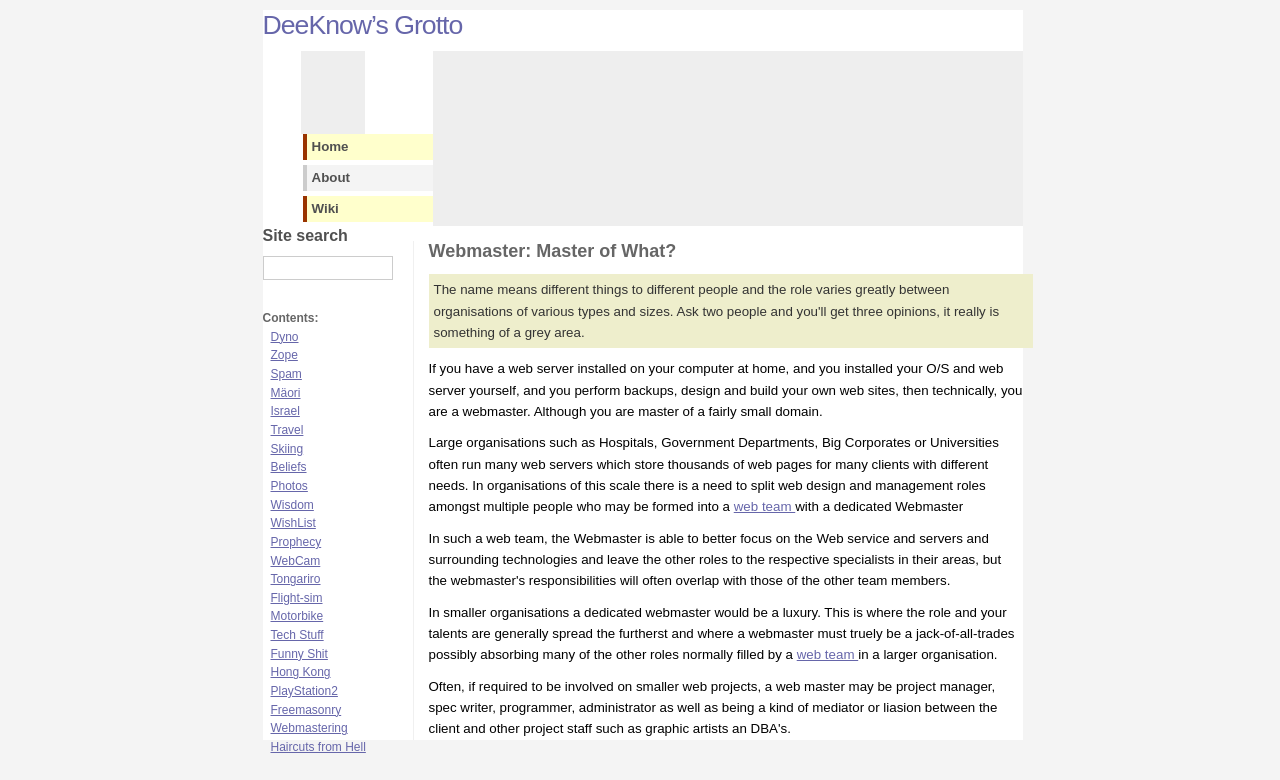 DeeKnow’s Grotto
Home
About
Wiki
Site search
Contents:
Dyno
Zope
Spam
Mäori
Israel
Travel
Skiing
Beliefs
Photos
Wisdom
WishList
Prophecy
WebCam
Tongariro
Flight-sim
Motorbike
Tech Stuff
Funny Shit
Hong Kong
PlayStation2
Freemasonry
Webmastering
Haircuts from Hell
Webmaster: Master of What?
The name means different things to different people and the role varies greatly between
organisations of various types and sizes. Ask two people and you'll get three opinions, it really is
something of a grey area.
If you have a web server installed on your computer at home, and you installed your O/S and web
server yourself, and you perform backups, design and build your own web sites, then technically, you
are a webmaster. Although you are master of a fairly small domain.
Large organisations such as Hospitals, Government Departments, Big Corporates or Universities
often run many web servers which store thousands of web pages for many clients with different
needs. In organisations of this scale there is a need to split web design and management roles
amongst multiple people who may be formed into a web team with a dedicated Webmaster
In such a web team, the Webmaster is able to better focus on the Web service and servers and
surrounding technologies and leave the other roles to the respective specialists in their areas, but
the webmaster's responsibilities will often overlap with those of the other team members.
In smaller organisations a dedicated webmaster would be a luxury. This is where the role and your
talents are generally spread the furtherst and where a webmaster must truely be a jack-of-all-trades
possibly absorbing many of the other roles normally filled by a web team in a larger organisation.
Often, if required to be involved on smaller web projects, a web master may be project manager,
spec writer, programmer, administrator as well as being a kind of mediator or liasion between the
client and other project staff such as graphic artists an DBA's.